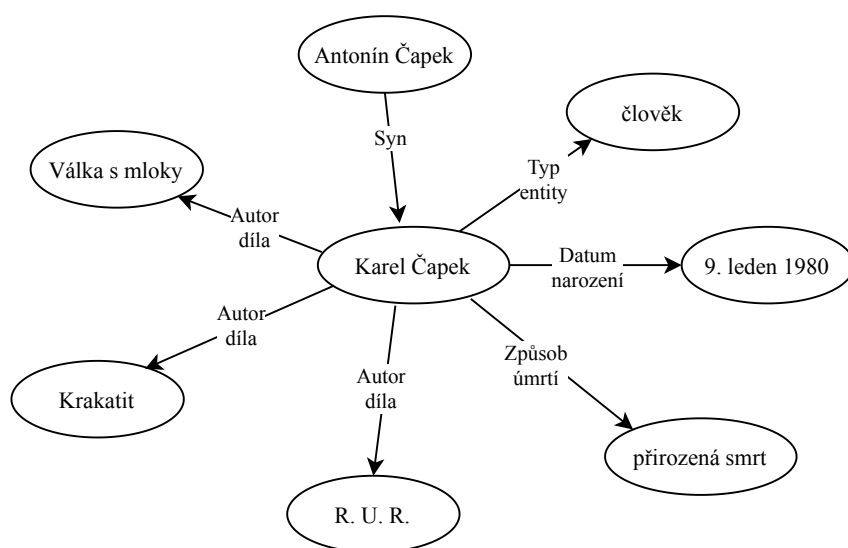 Antonín Čapek
člověk
Syn
Válka s mloky
Typ
entity
Autor
díla
Karel Čapek
Datum
narození
9. leden 1980
Autor
díla
Způsob
úmrtí
Krakatit
Autor
díla
přirozená smrt
R. U. R.